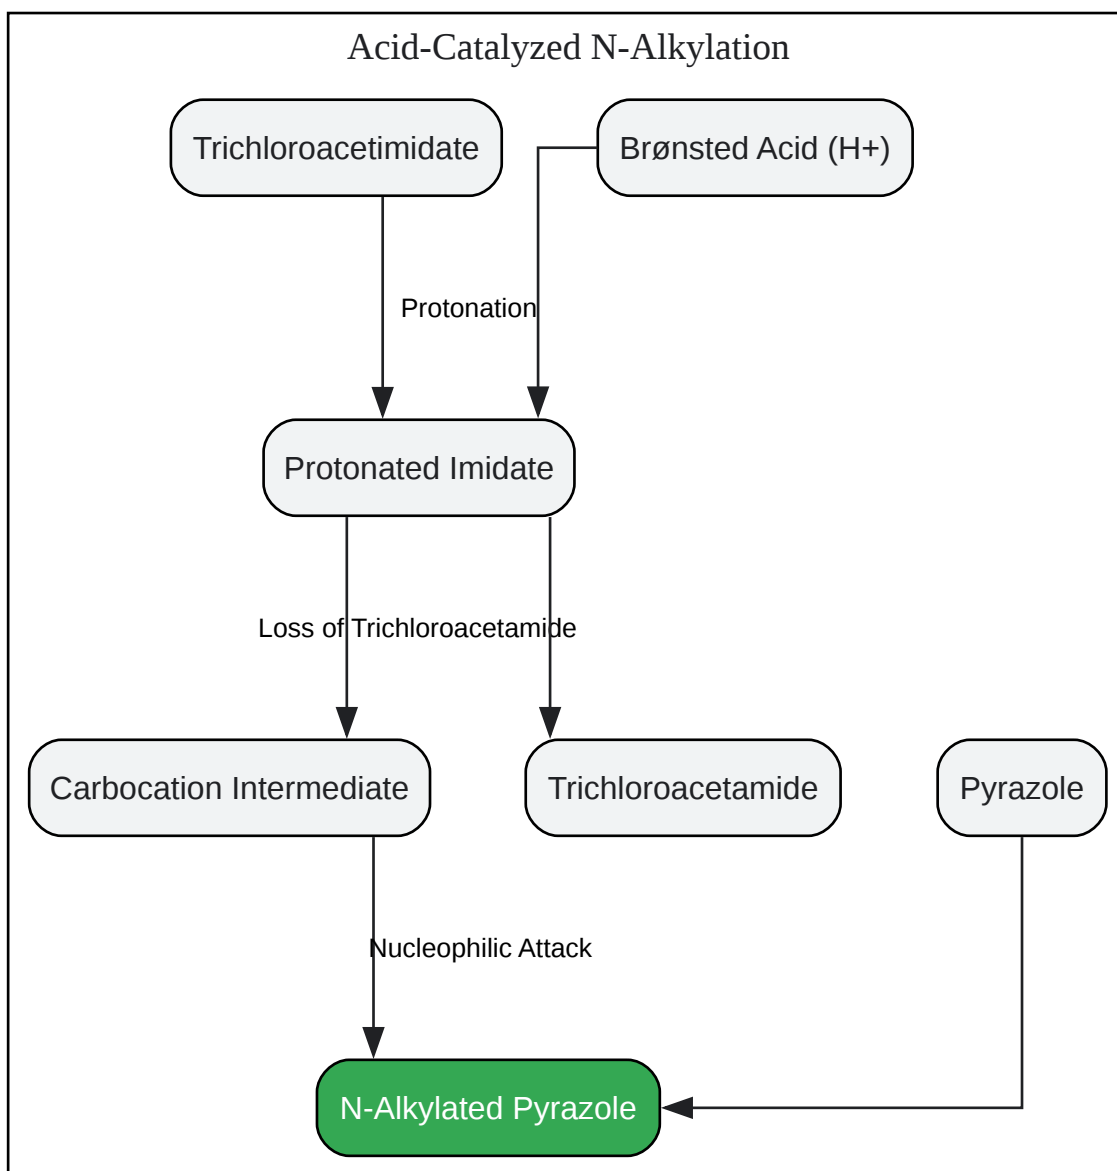 Acid-Catalyzed N-Alkylation
Trichloroacetimidate
Brønsted Acid (H+)
Protonation
Protonated Imidate
Loss of Trichloroacetamide
Carbocation Intermediate
Trichloroacetamide
Pyrazole
Nucleophilic Attack
N-Alkylated Pyrazole